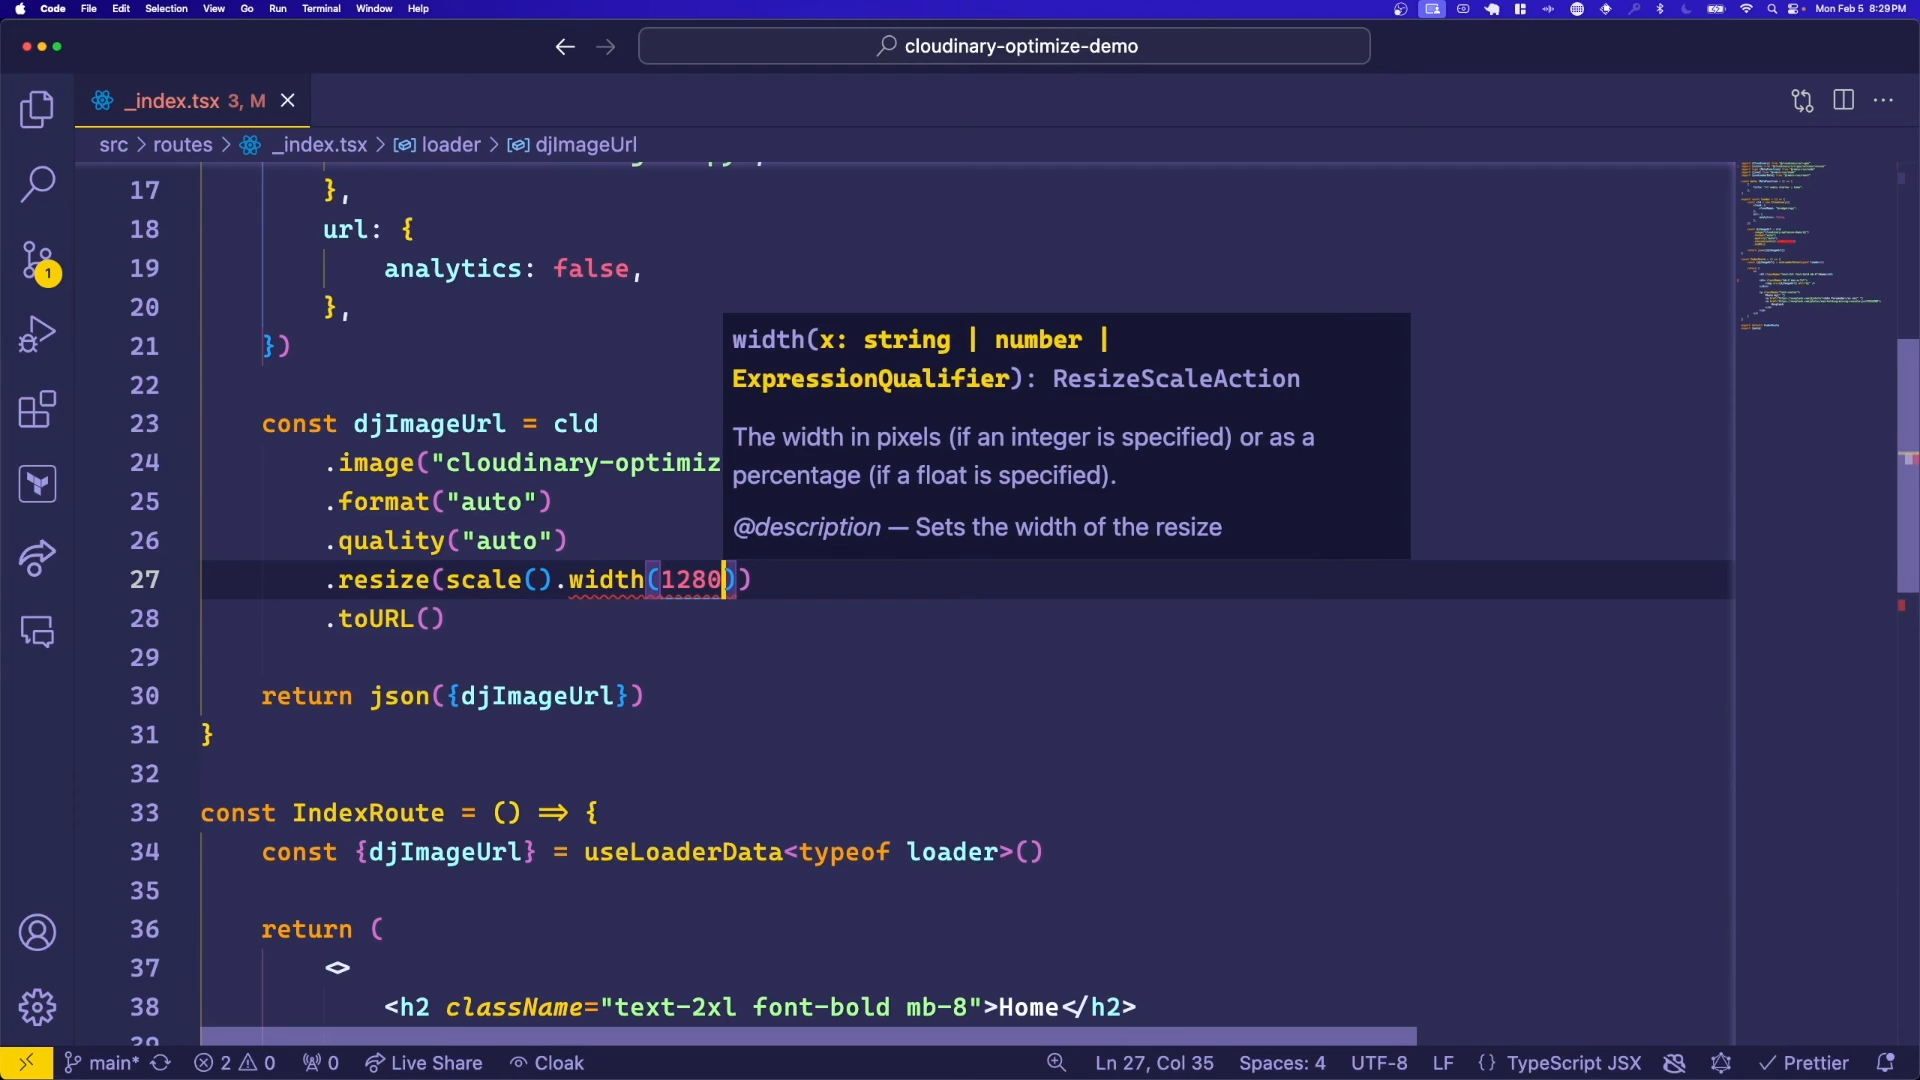 Code File Edit Selection View Go Run Terminal Window Help
Mon Feb 5 8:29 PM
cloudinary-optimize-demo
_index.tsx 3, M
src > routes > _index.tsx > loader > djImageUrl
17 },
18 url: {
19 analytics: false,
20 },
21 })
22
23 const djImageUrl = cld
24 .image("cloudinary-optimiz
25 .format("auto")
26 .quality("auto")
27 .resize(scale().width(1280))
28 .toURL()
29
30 return json({djImageUrl})
31 }
32
33 const IndexRoute = () => {
34 const {djImageUrl} = useLoaderData<typeof loader>()
35
36 return (
37 <>
38 <h2 className="text-2xl font-bold mb-8">Home</h2>
39
width(x: string | number |
ExpressionQualifier): ResizeScaleAction
The width in pixels (if an integer is specified) or as a
percentage (if a float is specified).
@description — Sets the width of the resize
1
main* 2 0 0 Live Share Cloak
Ln 27, Col 35 Spaces: 4 UTF-8 LF {} TypeScript JSX Prettier